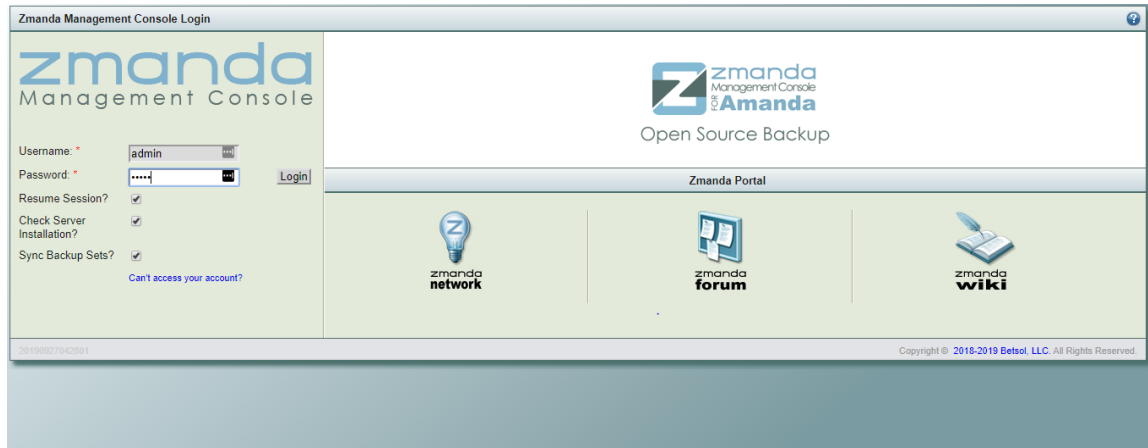 Zmanda Management Console Login
?
zmanda
Management Console
Username: *
admin
Password: *
•••••
Login
Resume Session?
Check Server
Installation?
Sync Backup Sets?
Can't access your account?
Z
zmanda
Management Console
FOR Amanda
Open Source Backup
Zmanda Portal
Z
zmanda
network
zmanda
forum
zmanda
wiki
20190927042801
Copyright © 2018-2019 Betsol, LLC. All Rights Reserved.